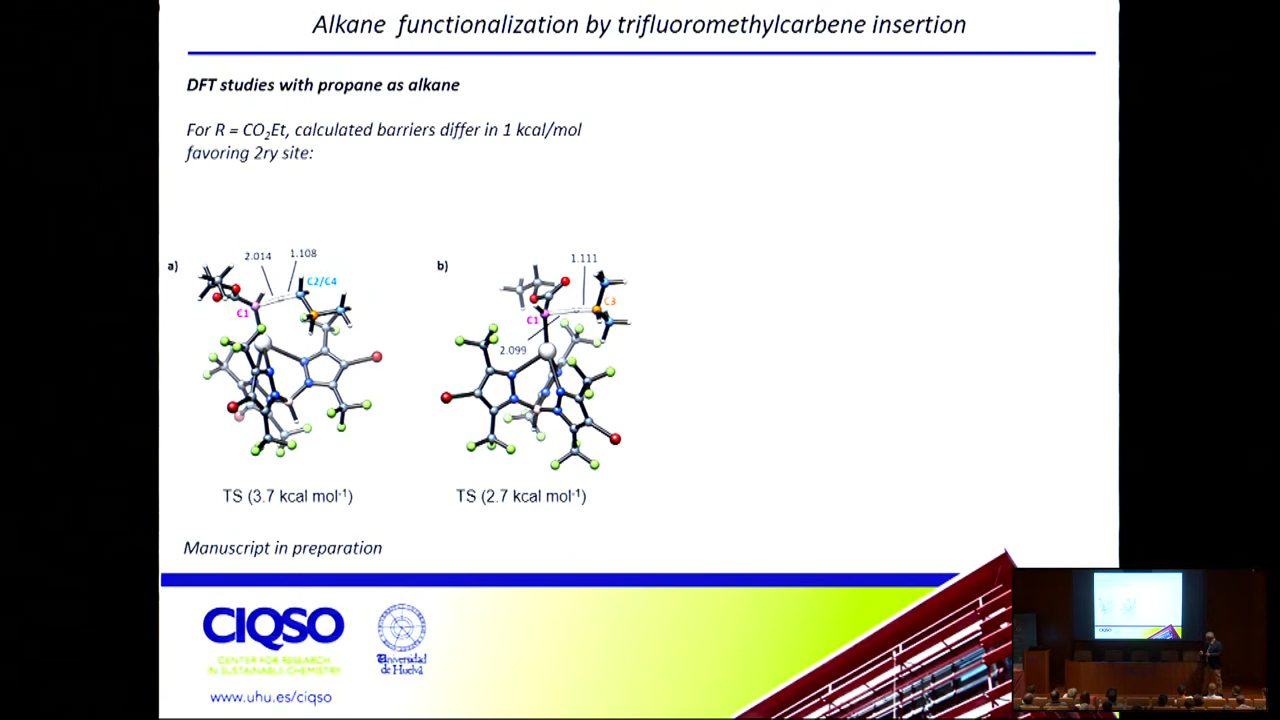 Alkane functionalization by trifluoromethylcarbene insertion
DFT studies with propane as alkane
For R = CO₂Et, calculated barriers differ in 1 kcal/mol
favoring 2ry site:
a)
2.014
1.108
C2/C4
C1
b)
1.111
C3
C1
2.099
TS (3.7 kcal mol⁻¹)
TS (2.7 kcal mol⁻¹)
Manuscript in preparation
CIQSO
CENTER FOR RESEARCH
IN SUSTAINABLE CHEMISTRY
www.uhu.es/ciqso
Universidad
de Huelva